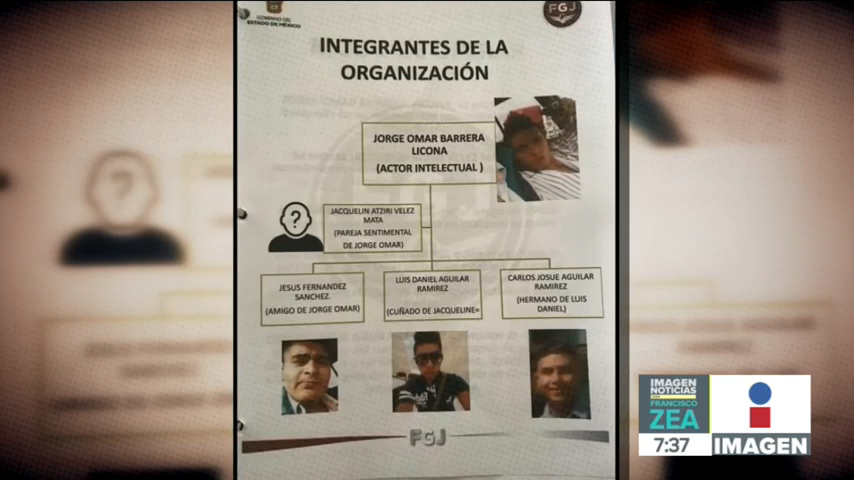 GOBIERNO DEL
ESTADO DE MÉXICO
FGJ
INTEGRANTES DE LA
ORGANIZACIÓN
JORGE OMAR BARRERA
LICONA
(ACTOR INTELECTUAL )
?
?
JACQUELIN ATZIRI VELEZ
MATA
(PAREJA SENTIMENTAL
DE JORGE OMAR)
JESUS FERNANDEZ
SANCHEZ.
(AMIGO DE JORGE OMAR)
LUIS DANIEL AGUILAR
RAMIREZ
(CUÑADO DE JACQUELINE=
CARLOS JOSUE AGUILAR
RAMIREZ
(HERMANO DE LUIS
DANIEL)
FGJ
IMAGEN
NOTICIAS
FRANCISCO
ZEA
7:37
IMAGEN